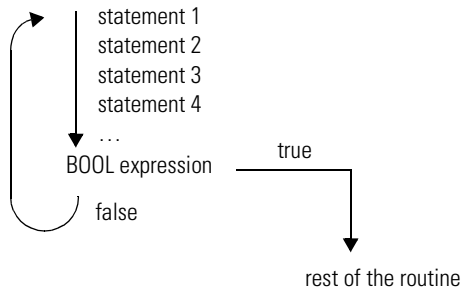 statement 1
statement 2
statement 3
statement 4
...
BOOL expression
true
false
rest of the routine